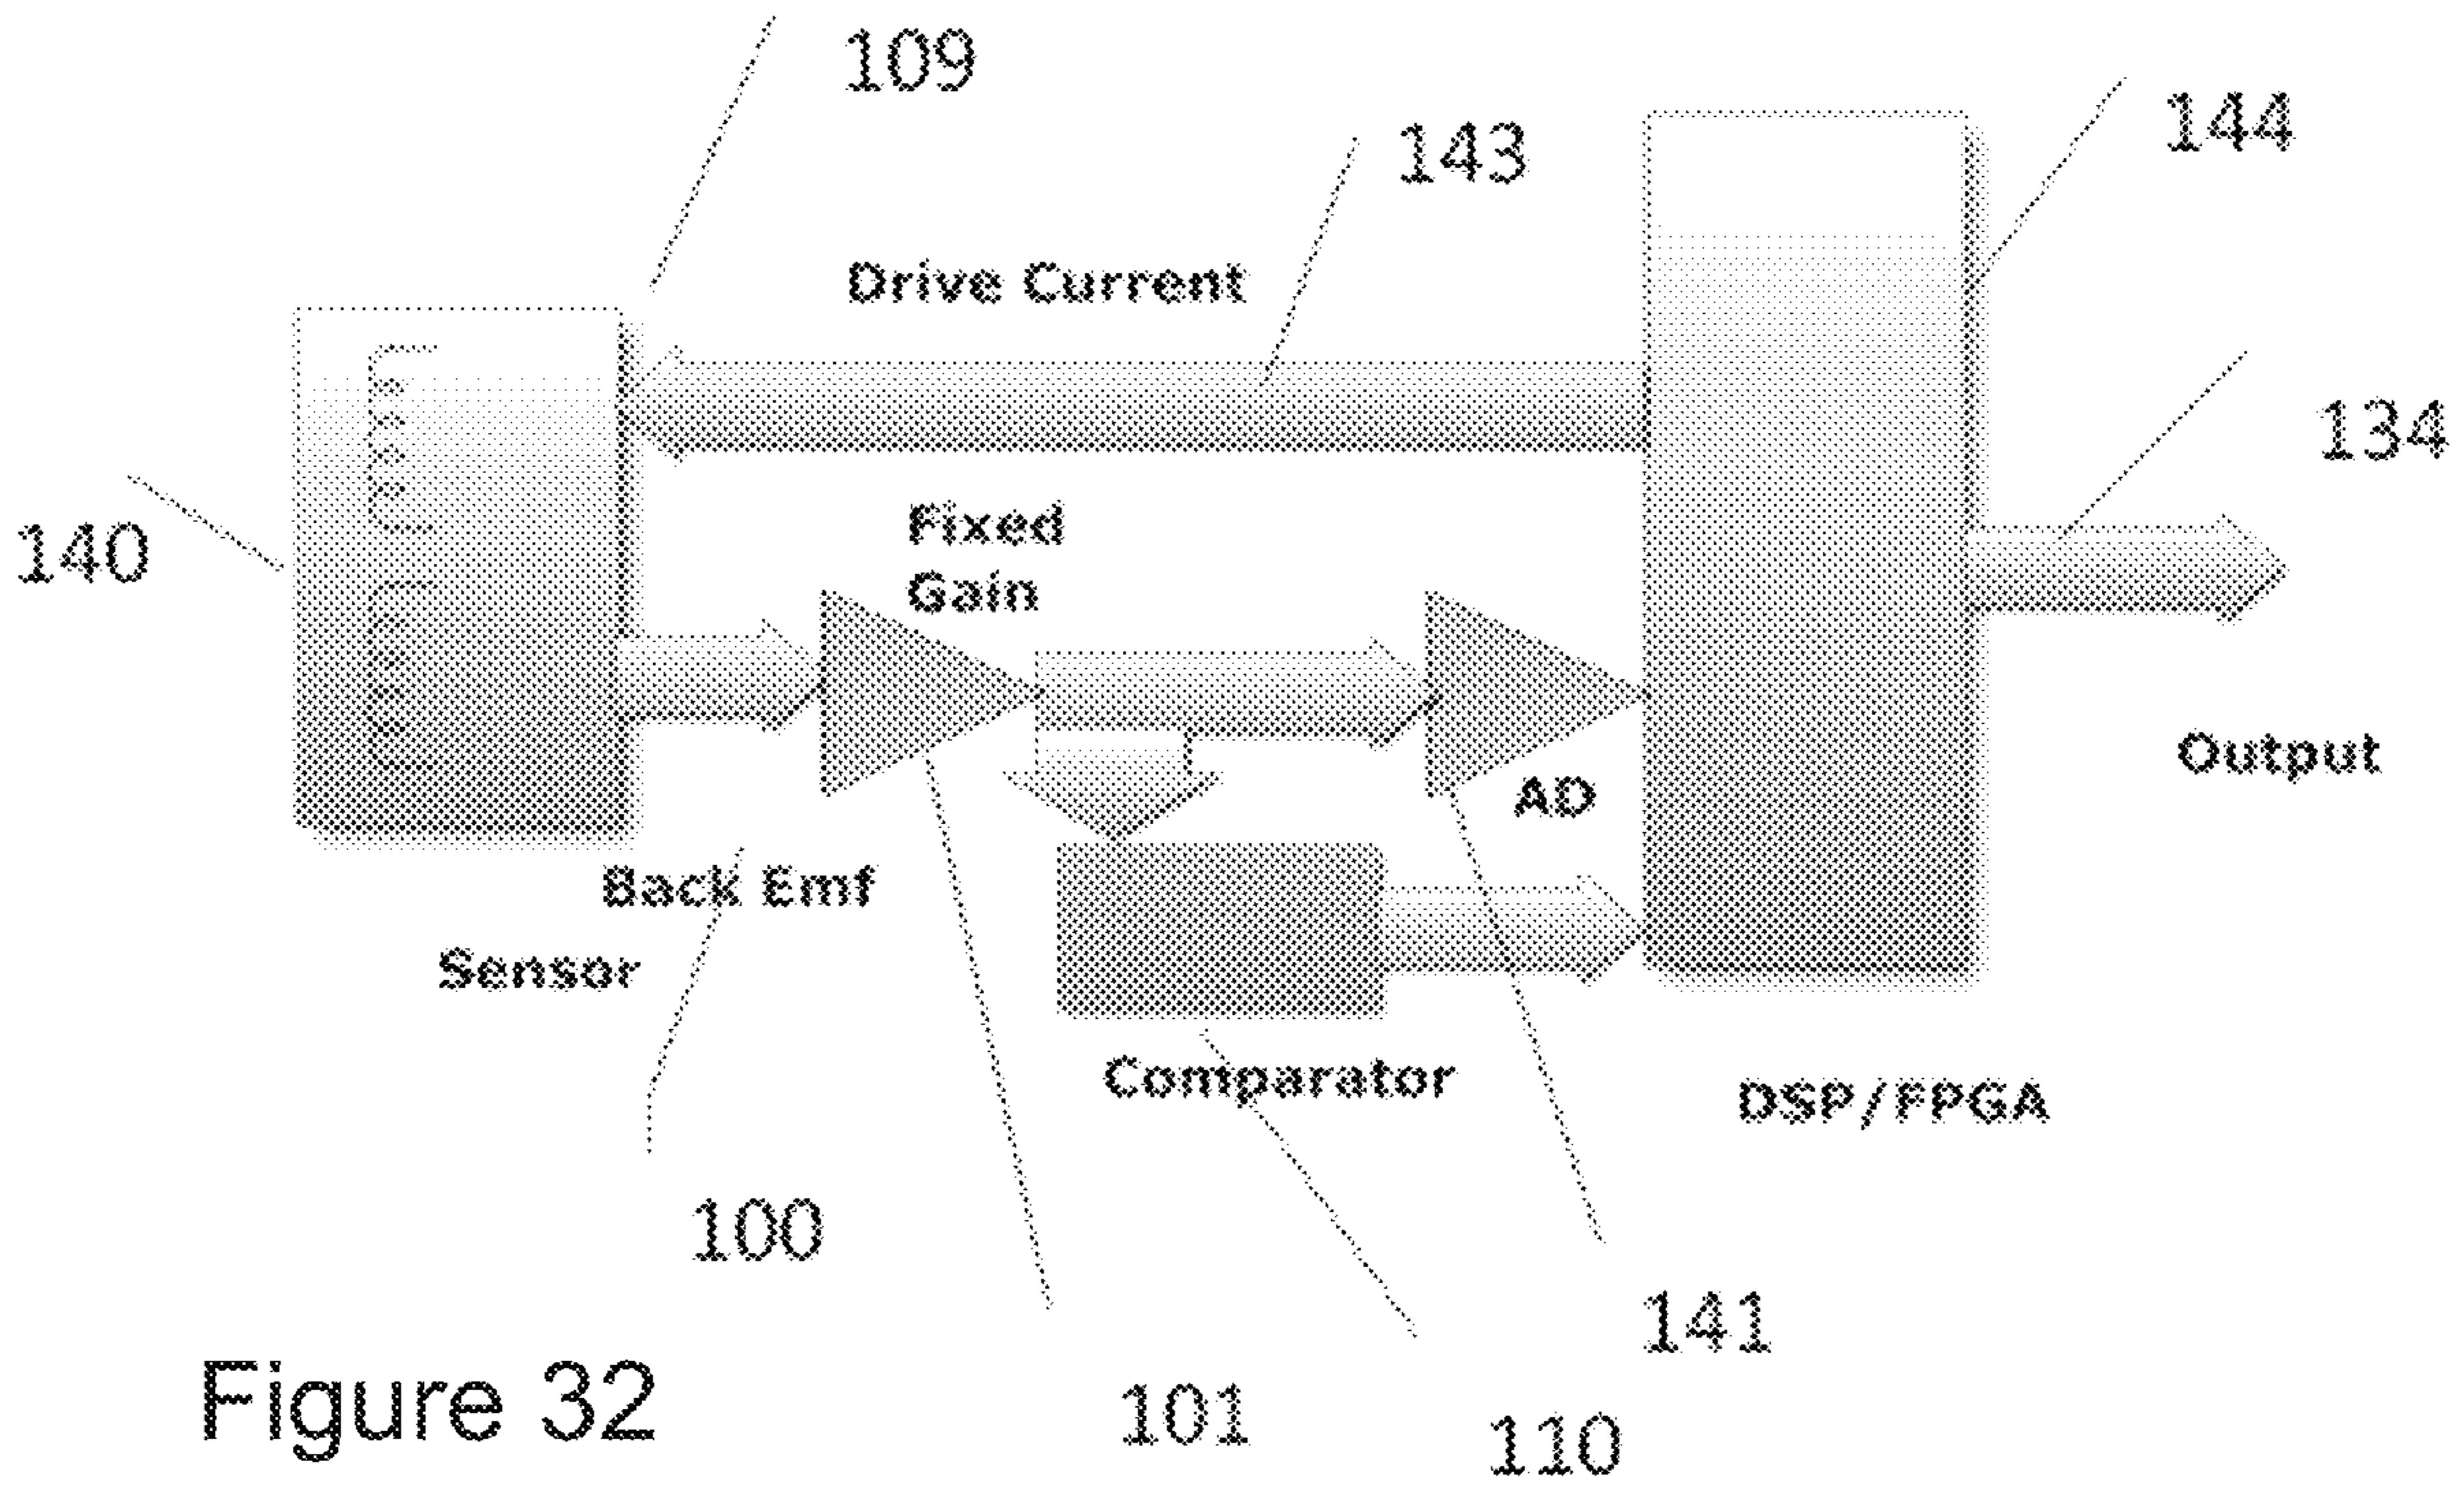 109
143
144
Drive Current
134
Fixed
Gain
140
Output
AD
Back Emf
Sensor
Comparator
DSP/FPGA
100
141
101
110
Figure 32